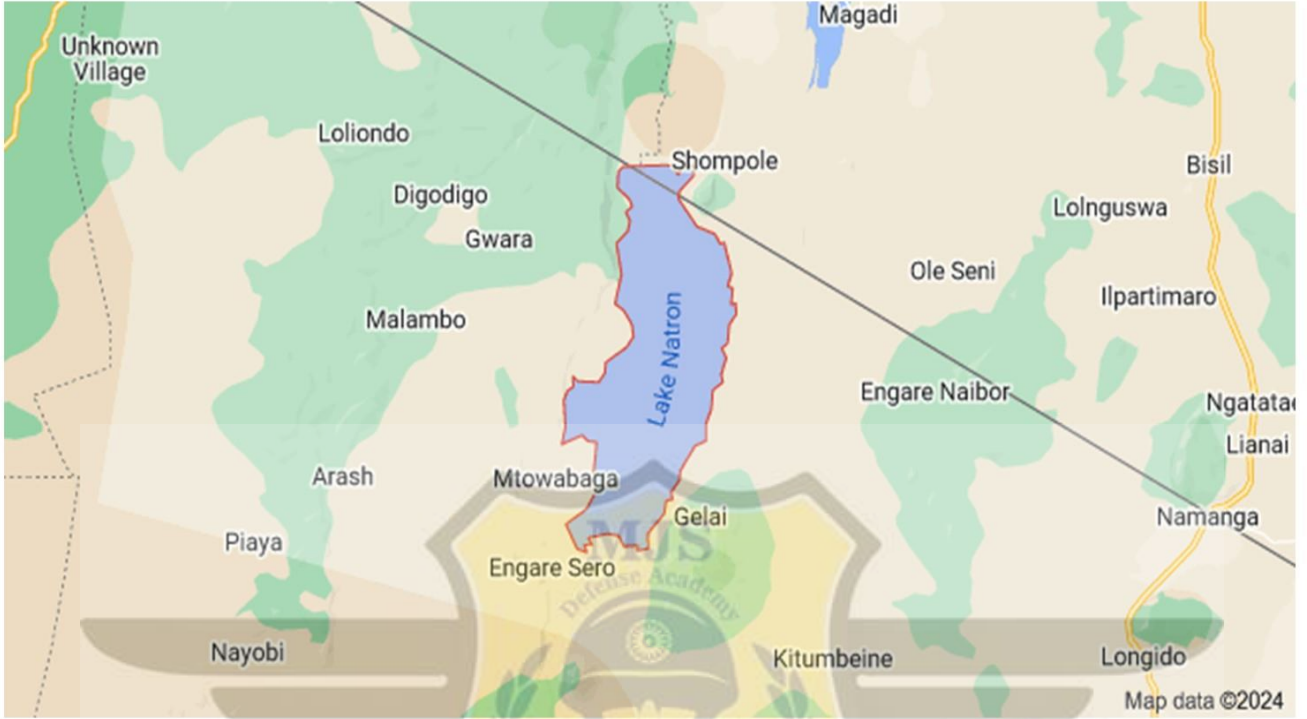 Magadi
Unknown
Village
Loliondo
Shompole
Bisil
Digodigo
Lolnguswa
Gwara
Ole Seni
Ilpartimaro
Malambo
Lake Natron
Engare Naibor
Ngatatae
Lianai
Arash
Mtowabaga
Gelai
Namanga
Piaya
MJS
Engare Sero
Defense Academy
Nayobi
Kitumbeine
Longido
Map data ©2024